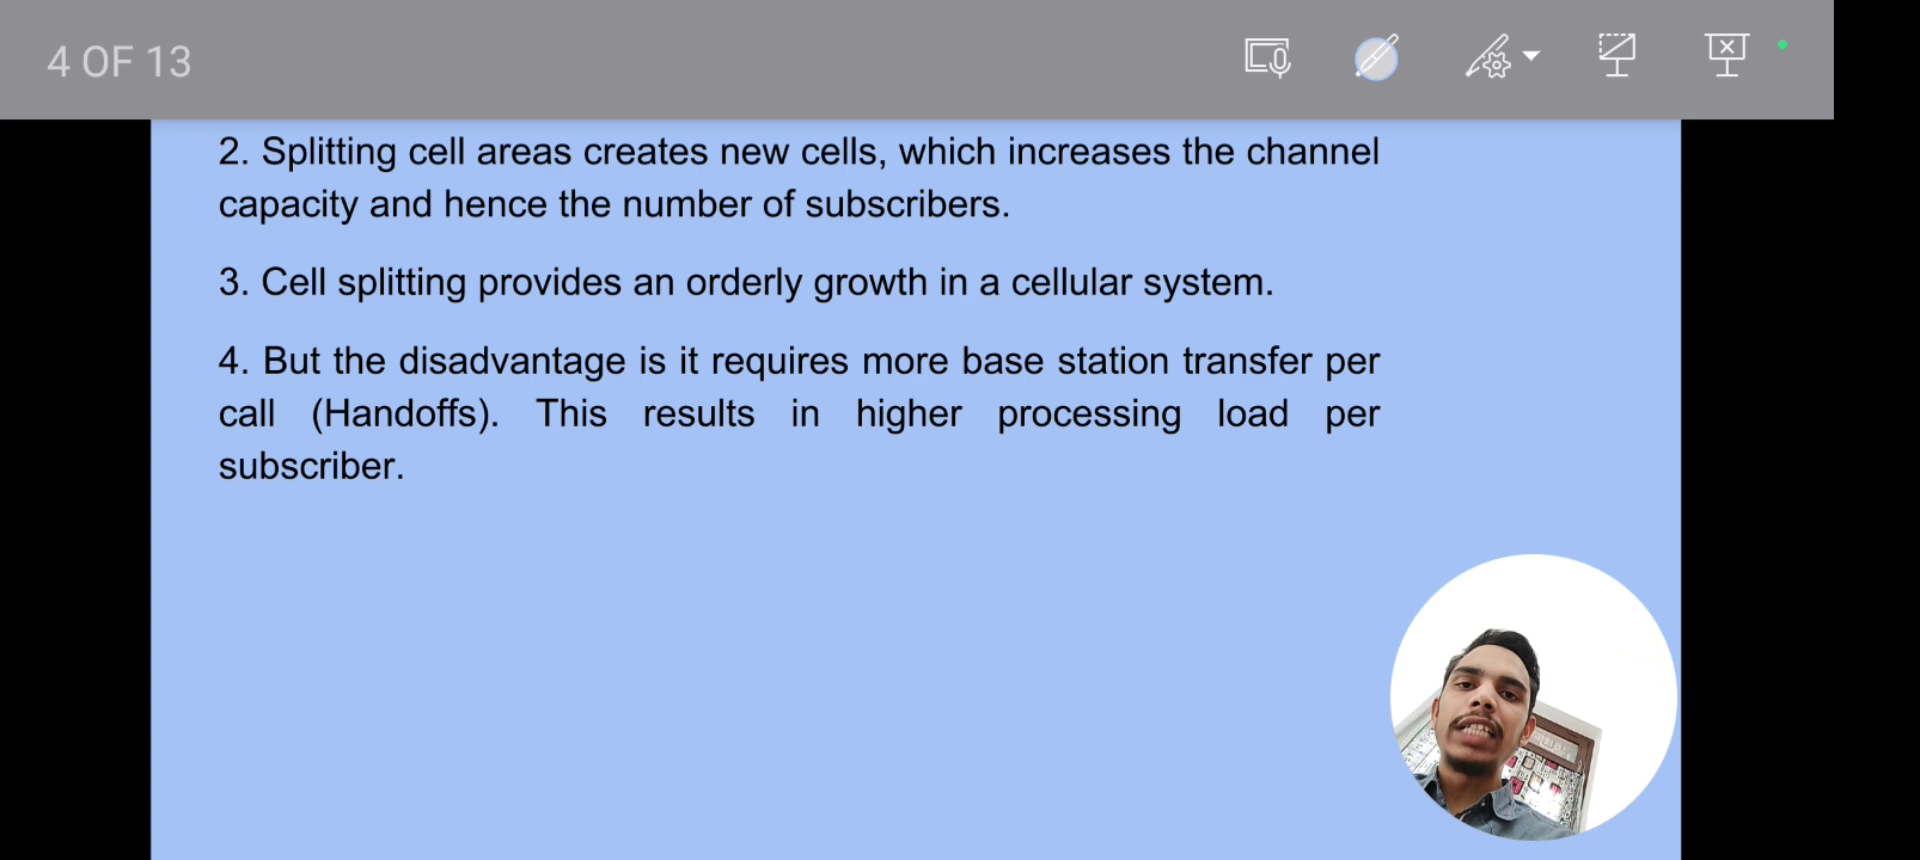 4 OF 13
2. Splitting cell areas creates new cells, which increases the channel
capacity and hence the number of subscribers.
3. Cell splitting provides an orderly growth in a cellular system.
4. But the disadvantage is it requires more base station transfer per
call (Handoffs). This results in higher processing load per
subscriber.